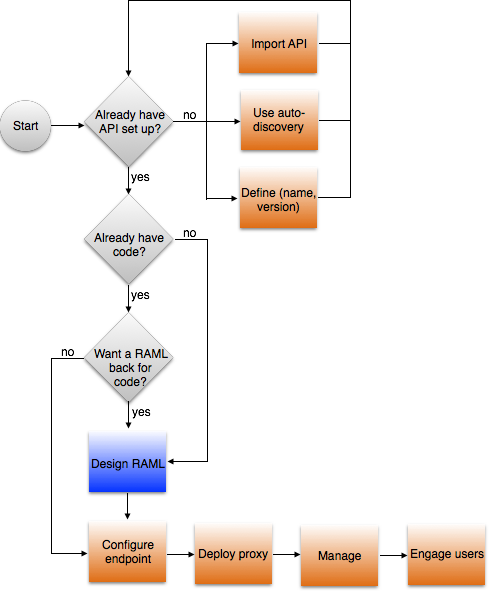 Import API
Start
Already have
API set up?
no
Use auto-
discovery
Define (name,
version)
yes
Already have
code?
no
yes
Want a RAML
back for
code?
no
yes
Design RAML
Configure
endpoint
Deploy proxy
Manage
Engage users